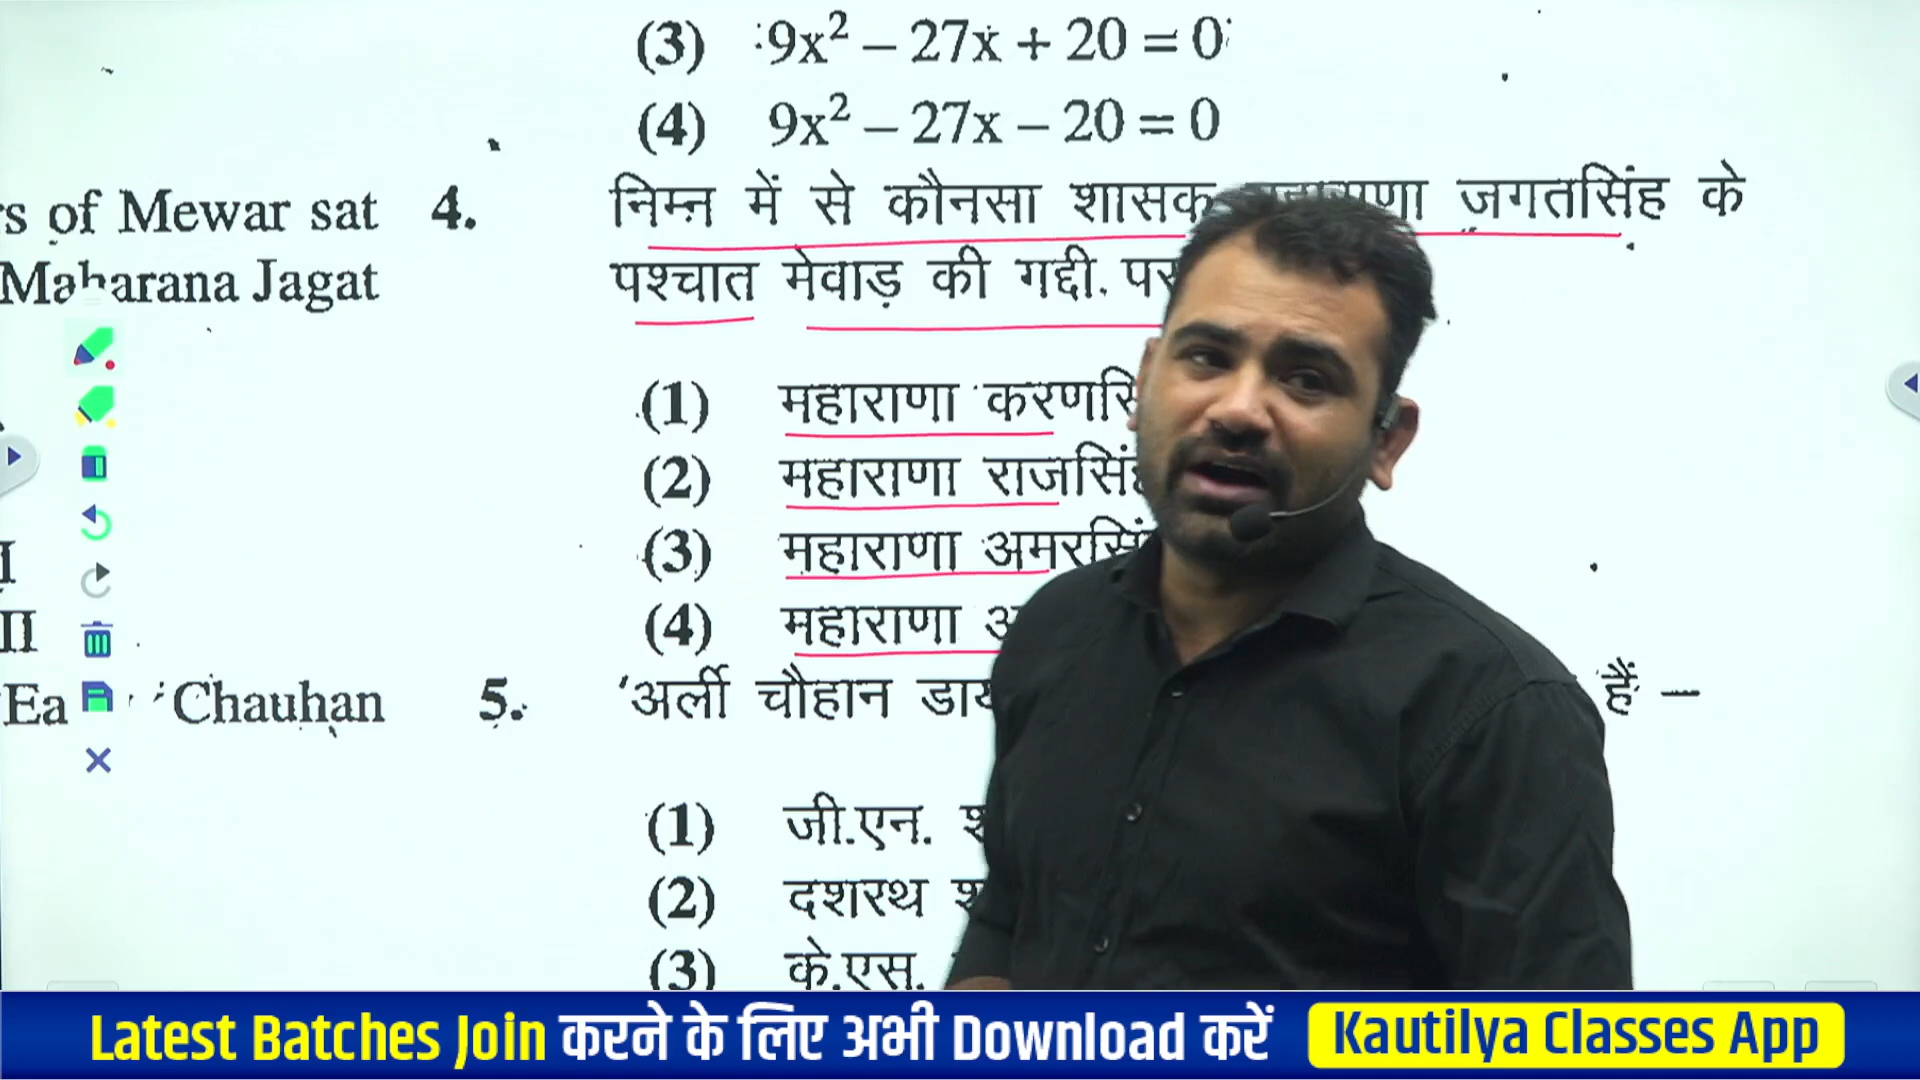 (3) 9x² – 27x + 20 = 0
(4) 9x² – 27x – 20 = 0
of Mewar sat
Maharana Jagat
II
Chauhan
4. निम्न में से कौनसा शासक जगतसिंह के
पश्चात मेवाड़ की गद्दी पर
(1) महाराणा
(2) महाराणा राजसिंह
(3) महाराणा अमरसिंह
(4) महाराणा
5. 'अर्ली चौहान हैं –
(1) जी.एन.
(2) दशरथ
(3) के.एस.
Latest Batches Join करने के लिए अभी Download करें Kautilya Classes App